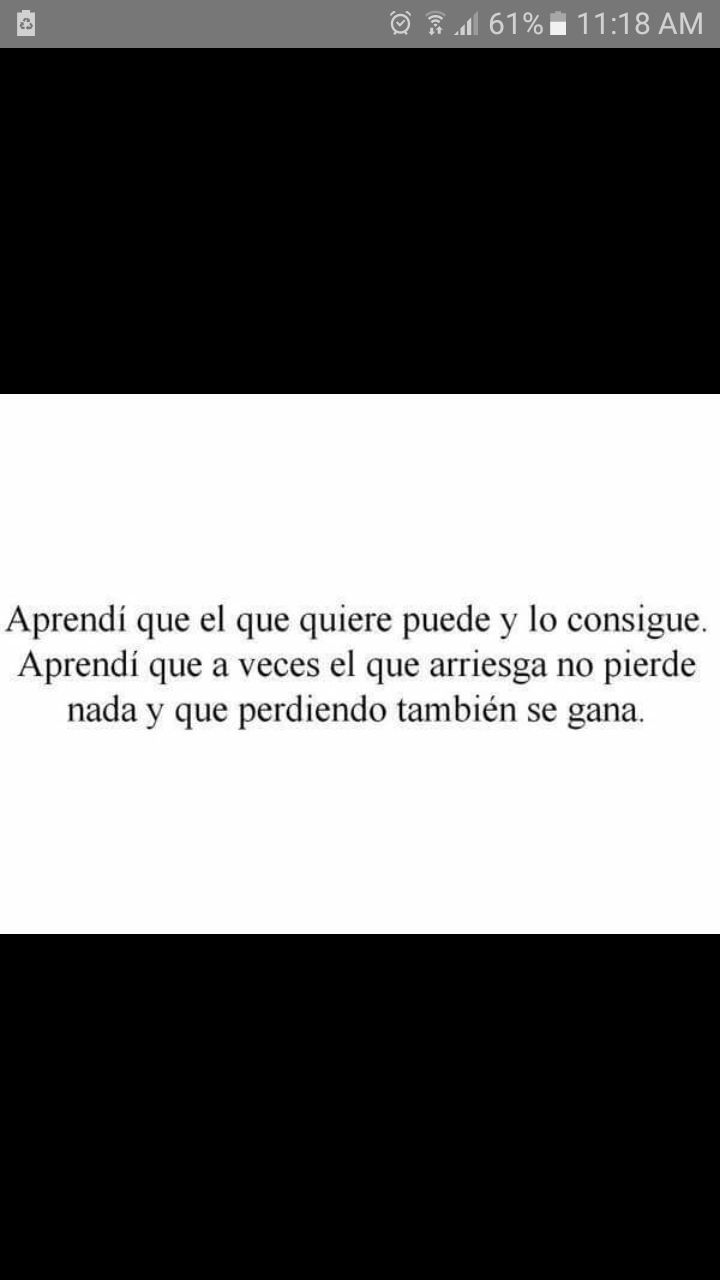 61% 11:18 AM
Aprendí que el que quiere puede y lo consigue.
Aprendí que a veces el que arriesga no pierde
nada y que perdiendo también se gana.